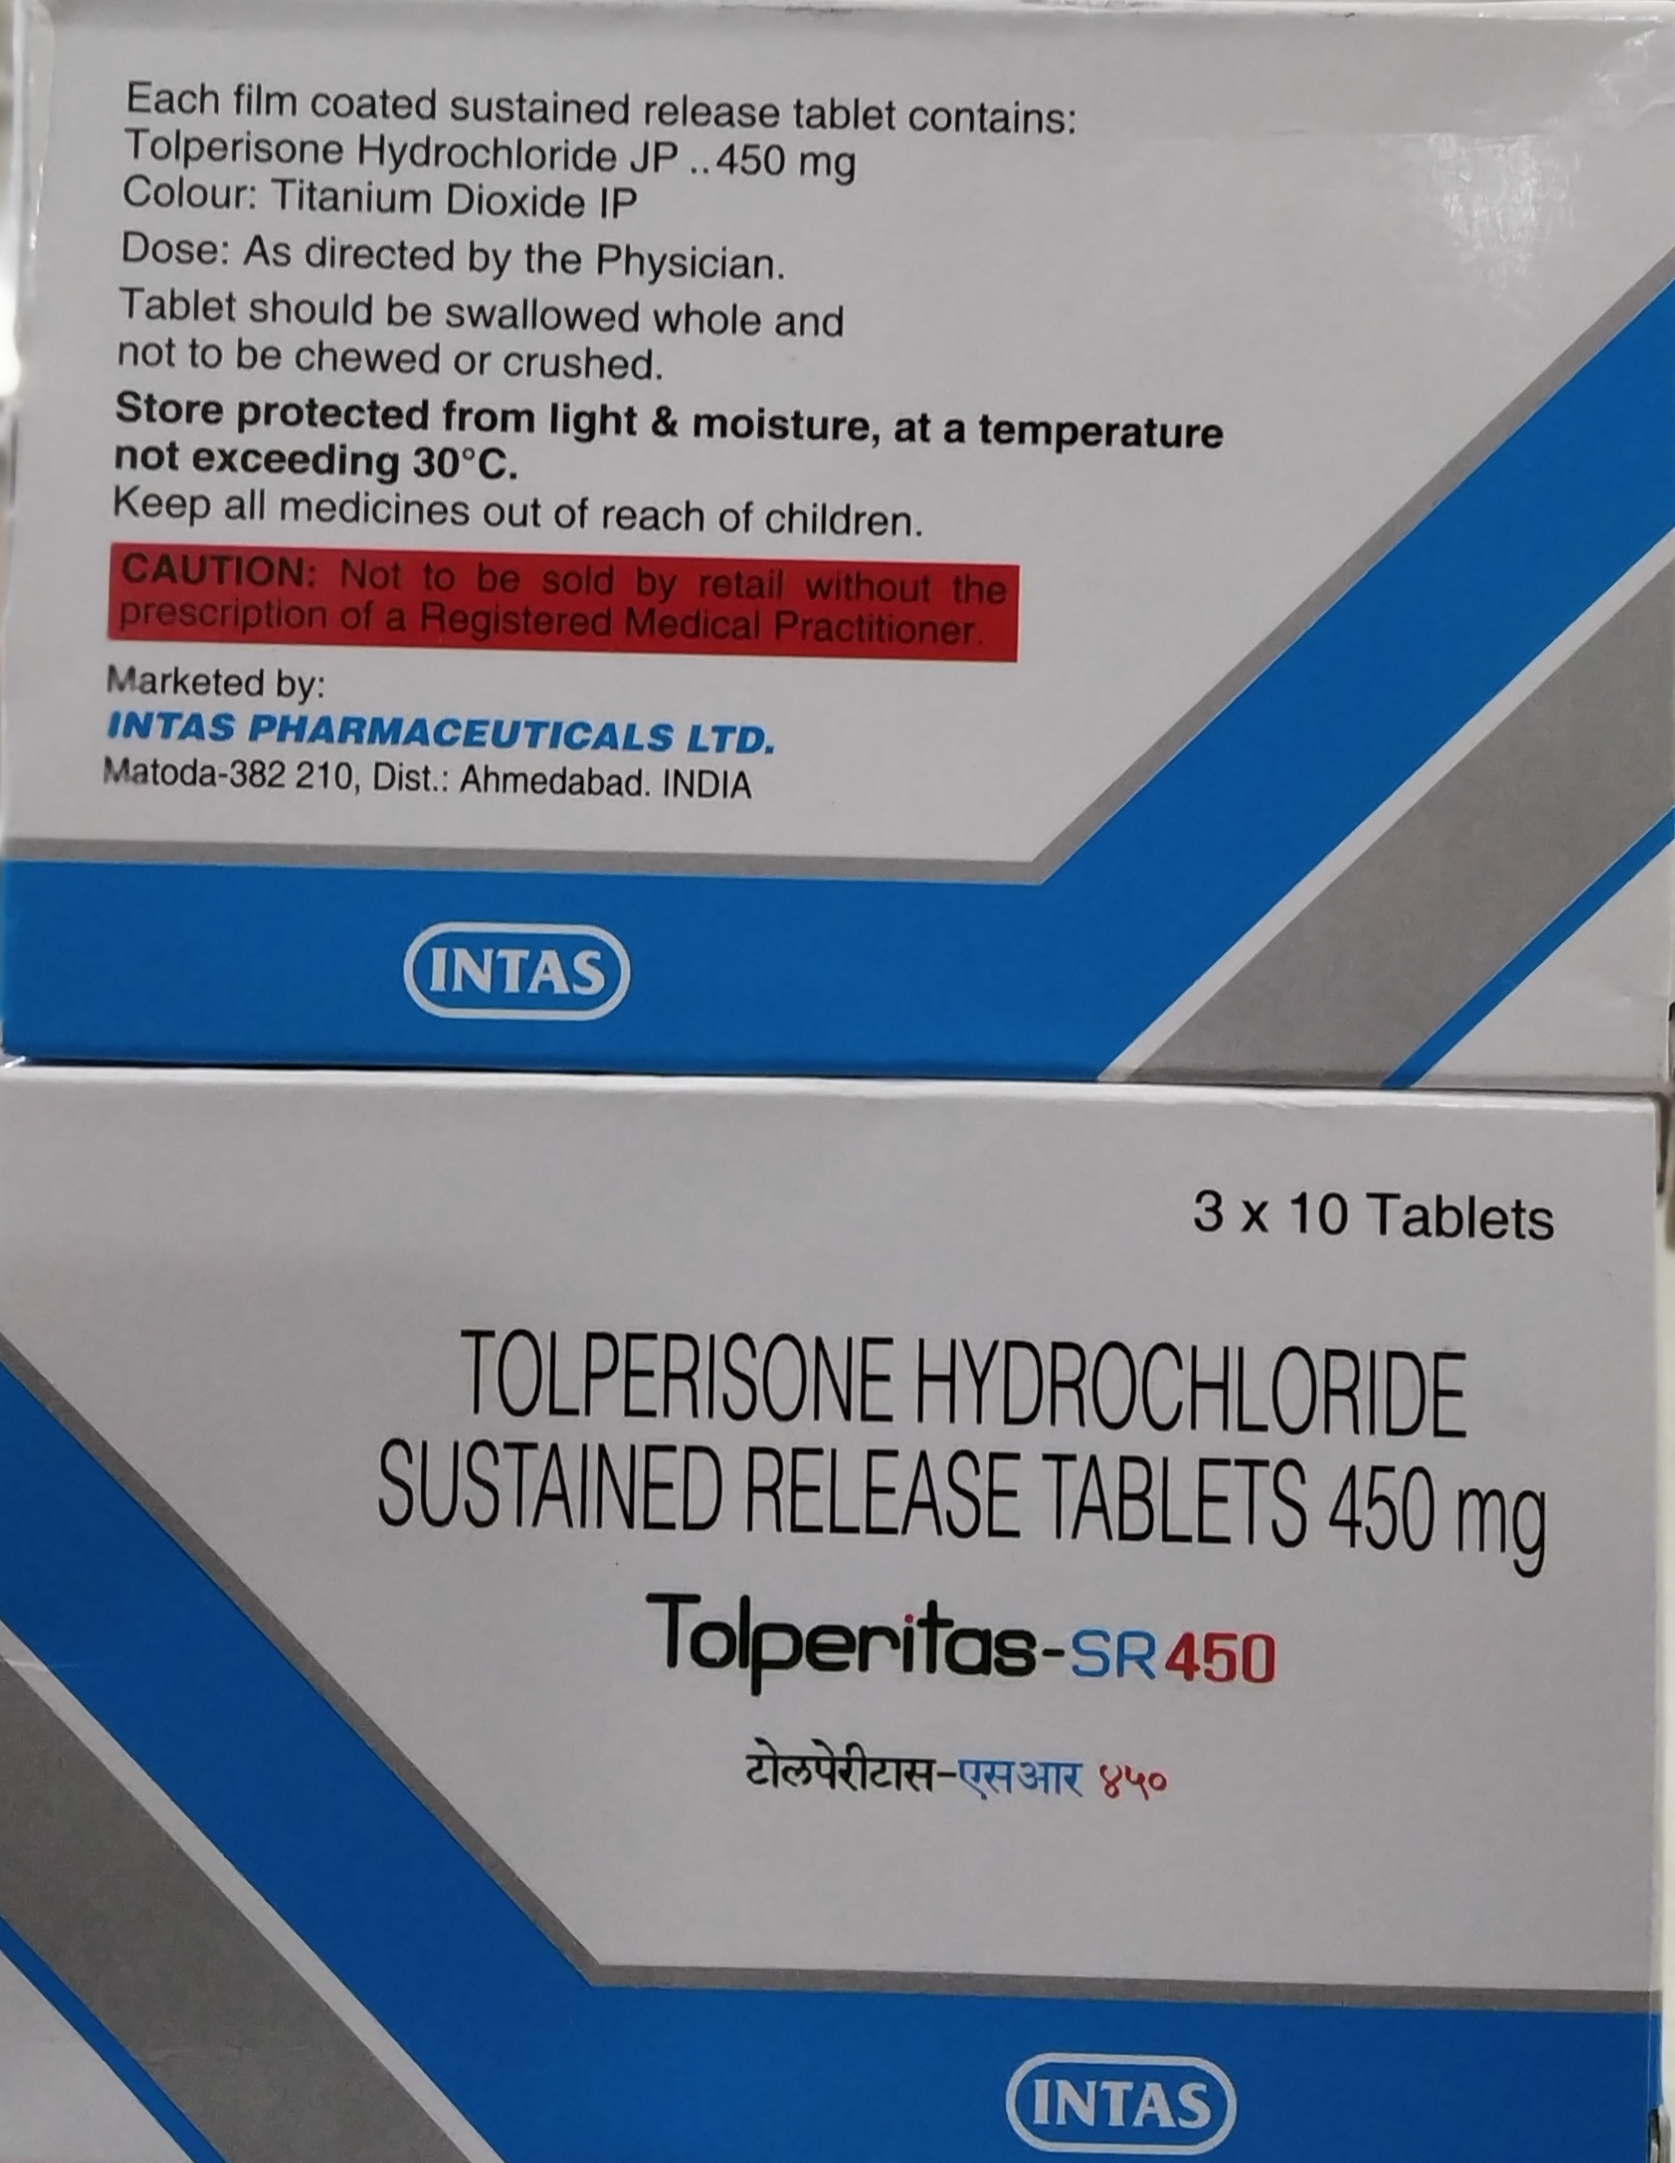 Each film coated sustained release tablet contains:
Tolperisone Hydrochloride JP ..450 mg
Colour: Titanium Dioxide IP
Dose: As directed by the Physician.
Tablet should be swallowed whole and
not to be chewed or crushed.
Store protected from light & moisture, at a temperature
not exceeding 30°C.
Keep all medicines out of reach of children.
CAUTION: Not to be sold by retail without the
prescription of a Registered Medical Practitioner.
Marketed by:
INTAS PHARMACEUTICALS LTD.
Matoda-382 210, Dist.: Ahmedabad. INDIA
INTAS
3 x 10 Tablets
TOLPERISONE HYDROCHLORIDE
SUSTAINED RELEASE TABLETS 450 mg
Tolperitas-SR450
टोलपेरीटास-एसआर ४५०
INTAS